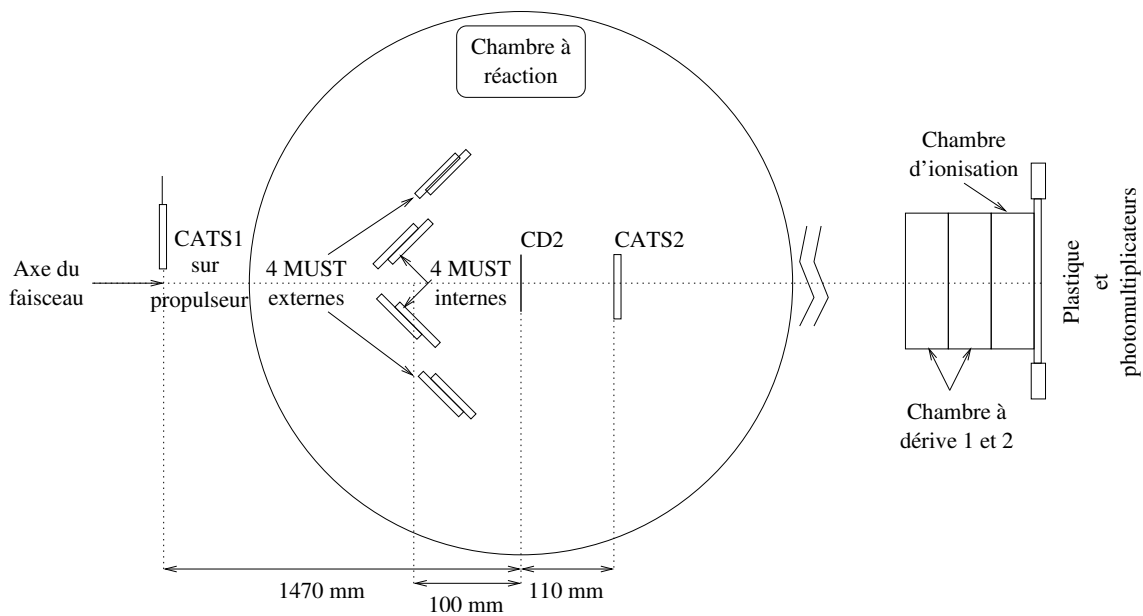 Chambre à
réaction
Chambre
d'ionisation
CATS1
sur
propulseur
Axe du
faisceau
4 MUST
externes
4 MUST
internes
CD2
CATS2
Plastique
et
photomultiplicateurs
Chambre à
dérive 1 et 2
1470 mm
100 mm
110 mm